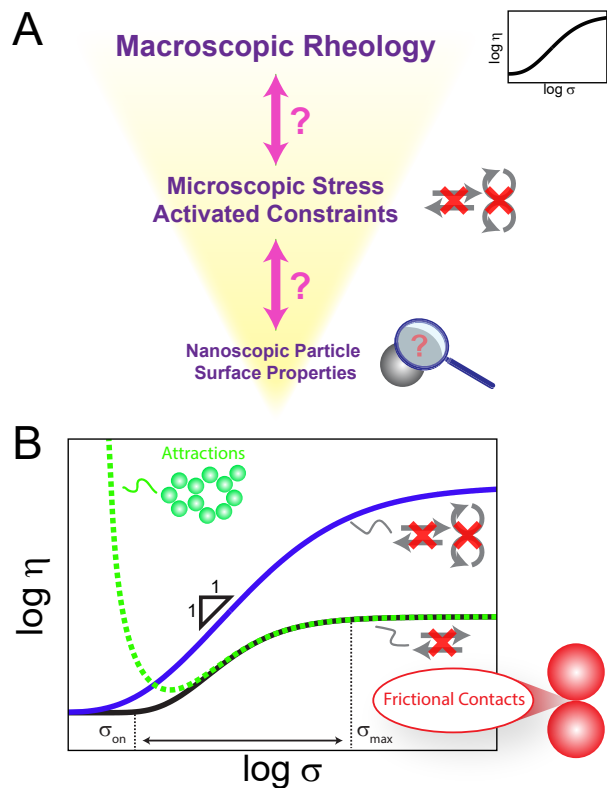 A
Macroscopic Rheology
log η
log σ
?
Microscopic Stress
Activated Constraints
?
Nanoscopic Particle
Surface Properties
?
B
Attractions
1
1
log η
Frictional Contacts
σon
σmax
log σ